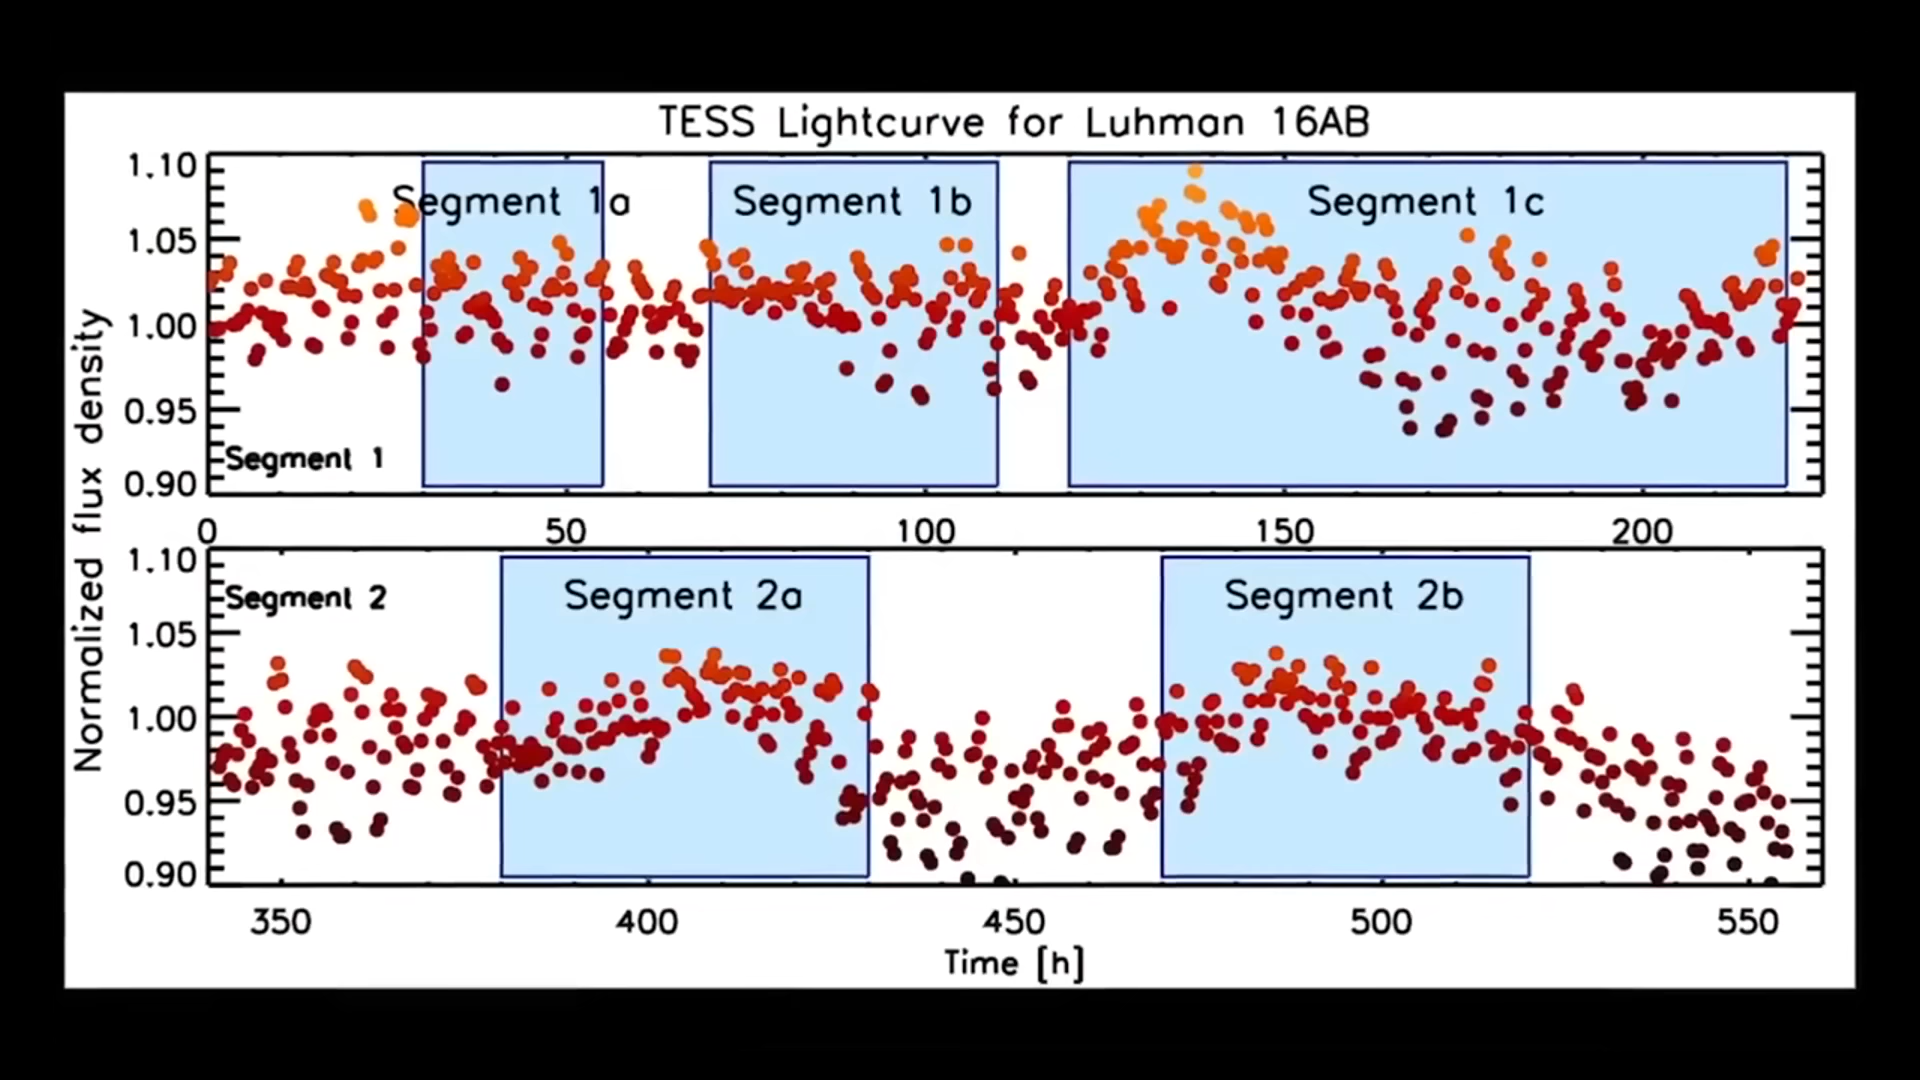 TESS Lightcurve for Luhman 16AB
Normalized flux density
1.10
1.05
1.00
0.95
0.90
Segment 1a
Segment 1b
Segment 1c
Segment 1
0 50 100 150 200
1.10
1.05
1.00
0.95
0.90
Segment 2
Segment 2a
Segment 2b
350 400 450 500 550
Time [h]